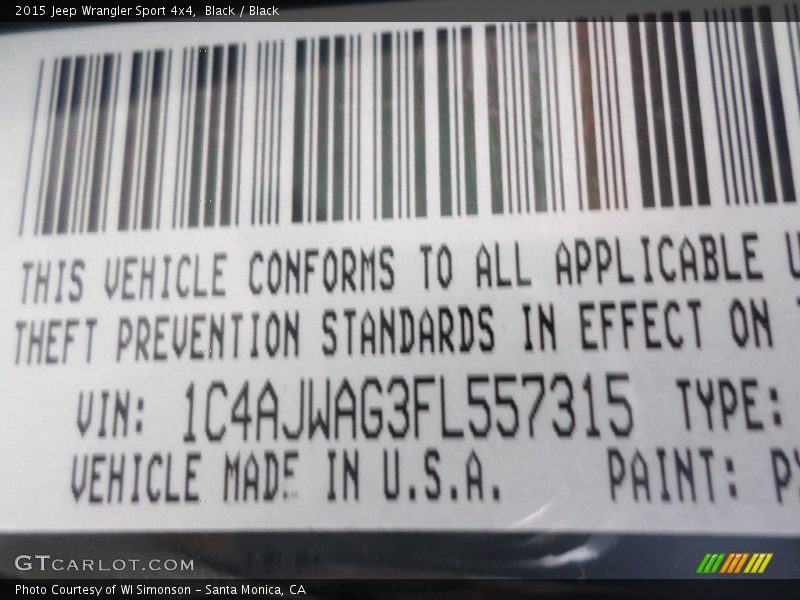 2015 Jeep Wrangler Sport 4x4, Black / Black
THIS VEHICLE CONFORMS TO ALL APPLICABLE
THEFT PREVENTION STANDARDS IN EFFECT ON
VIN: 1C4AJWAG3FL557315 TYPE:
VEHICLE MADE IN U.S.A. PAINT:
GTCARLOT.COM
Photo Courtesy of WI Simonson – Santa Monica, CA